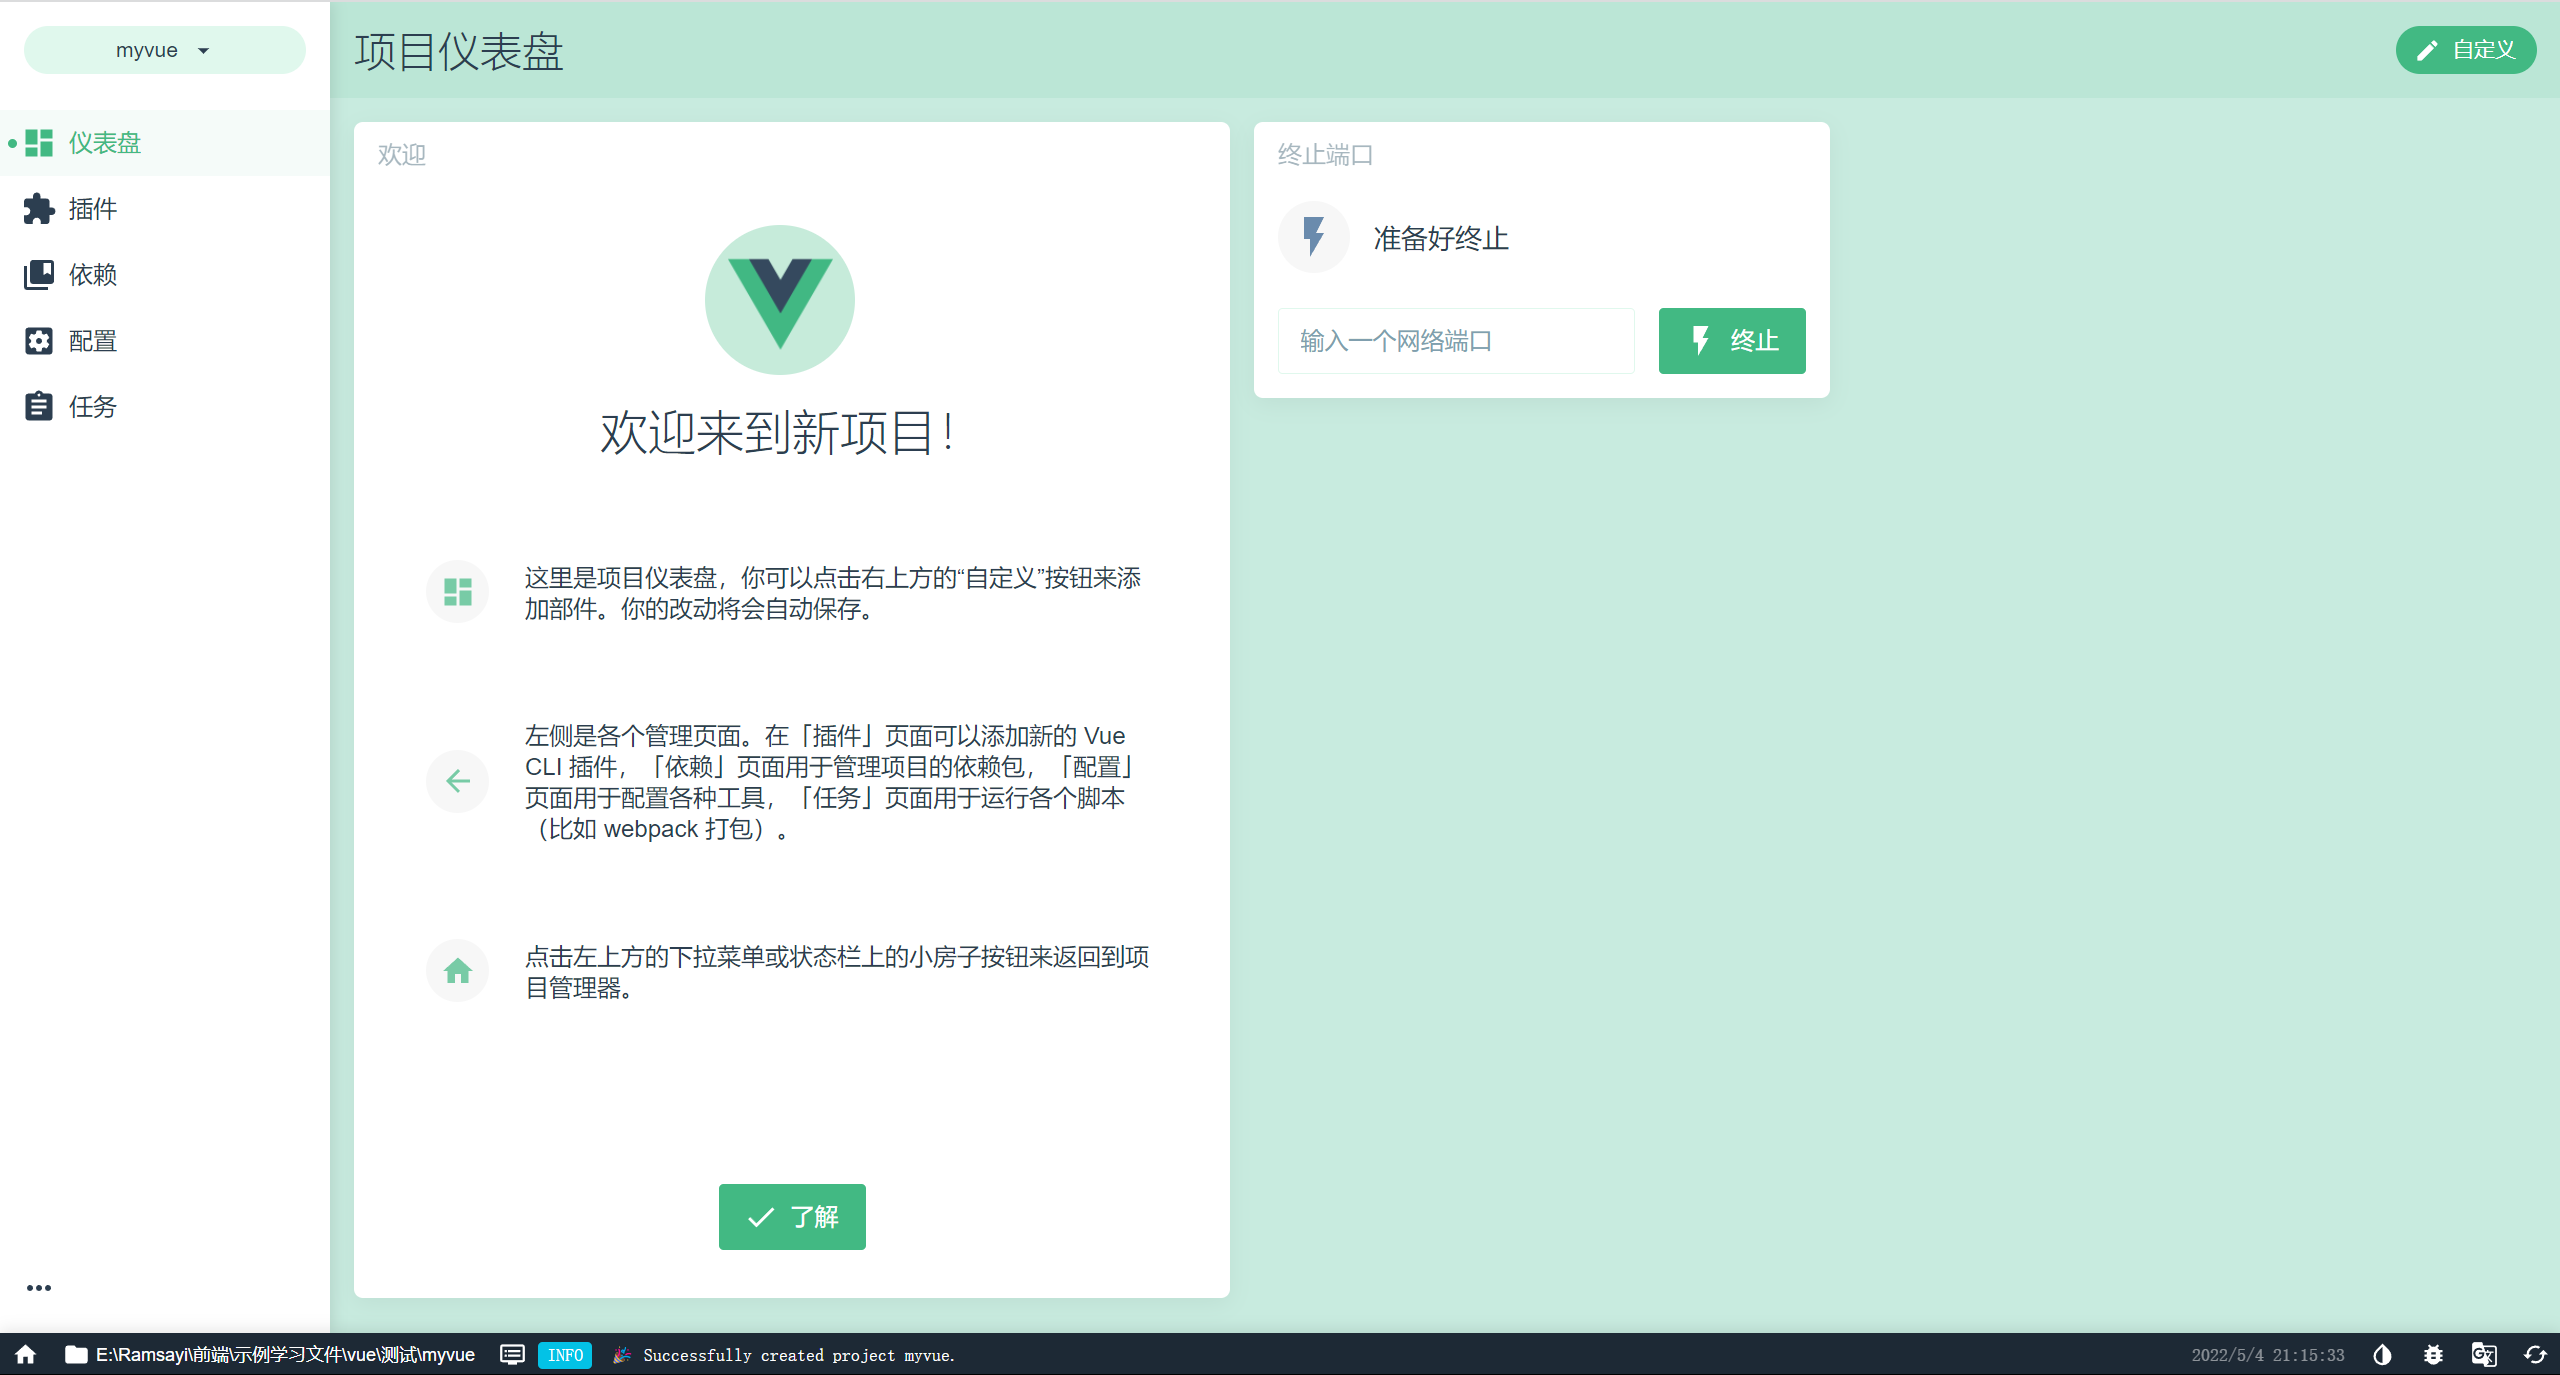 myvue
项目仪表盘
自定义
仪表盘
插件
依赖
配置
任务
欢迎
欢迎来到新项目！
这里是项目仪表盘，你可以点击右上方的“自定义”按钮来添
加部件。你的改动将会自动保存。
左侧是各个管理页面。在「插件」页面可以添加新的 Vue
CLI 插件，「依赖」页面用于管理项目的依赖包，「配置」
页面用于配置各种工具，「任务」页面用于运行各个脚本
（比如 webpack 打包）。
点击左上方的下拉菜单或状态栏上的小房子按钮来返回到项
目管理器。
了解
终止端口
准备好终止
输入一个网络端口
终止
E:\Ramsayi\前端\示例学习文件\vue\测试\myvue
INFO
🎉 Successfully created project myvue.
2022/5/4 21:15:33